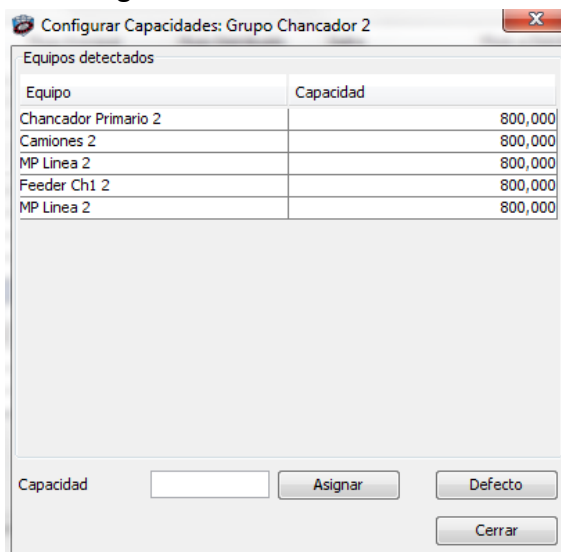 Configurar Capacidades: Grupo Chancador 2
Equipos detectados
Equipo Capacidad
Chancador Primario 2 800,000
Camiones 2 800,000
MP Linea 2 800,000
Feeder Ch1 2 800,000
MP Linea 2 800,000
Capacidad Asignar Defecto
Cerrar